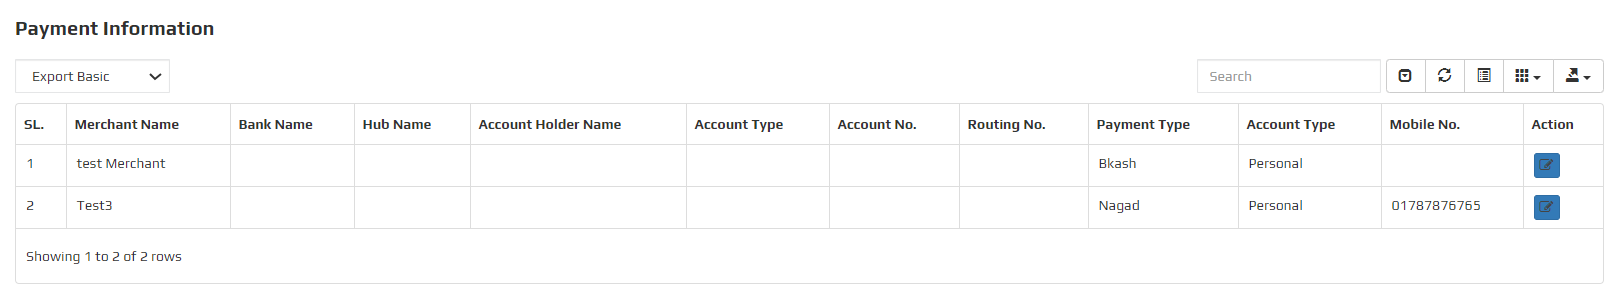 Payment Information
Export Basic
Search
SL. Merchant Name Bank Name Hub Name Account Holder Name Account Type Account No. Routing No. Payment Type Account Type Mobile No. Action
1 test Merchant Bkash Personal
2 Test3 Nagad Personal 01787876765
Showing 1 to 2 of 2 rows